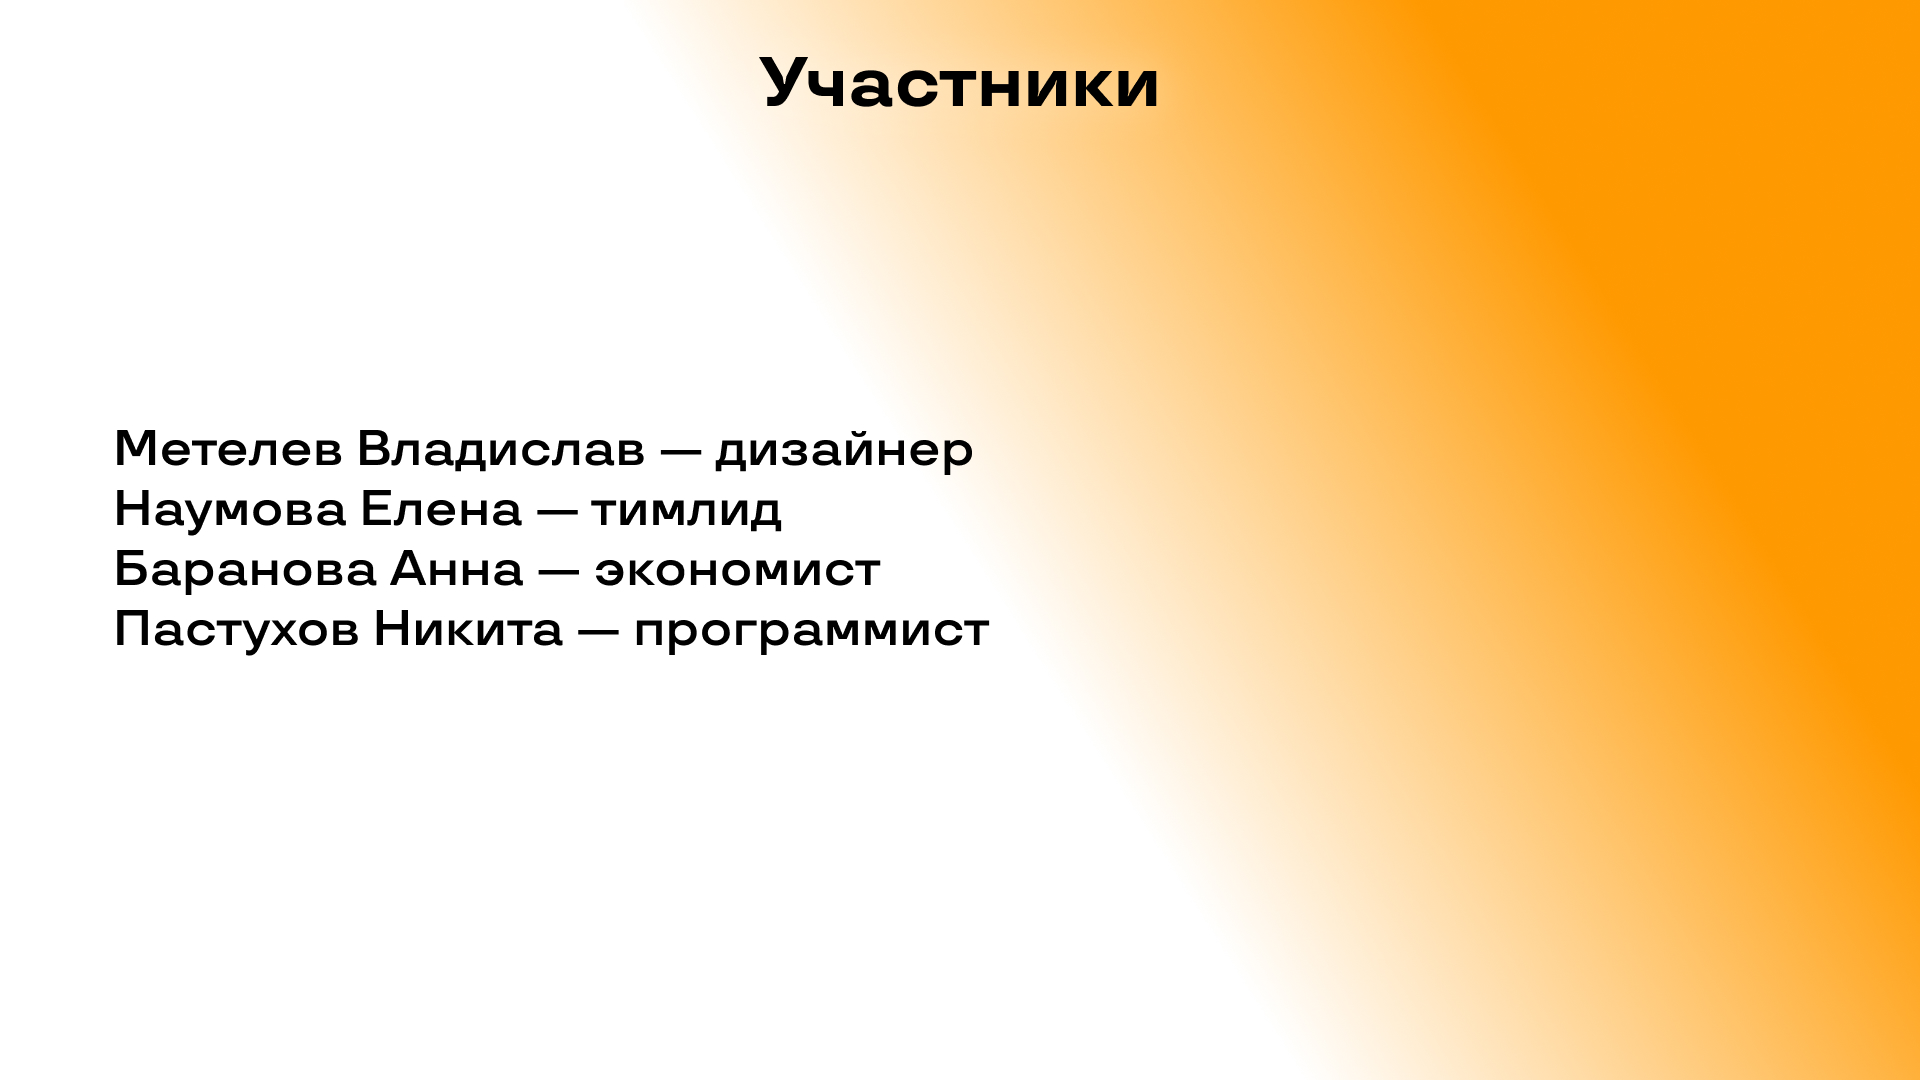 Участники
Метелев Владислав — дизайнер
Наумова Елена — тимлид
Баранова Анна — экономист
Пастухов Никита — программист